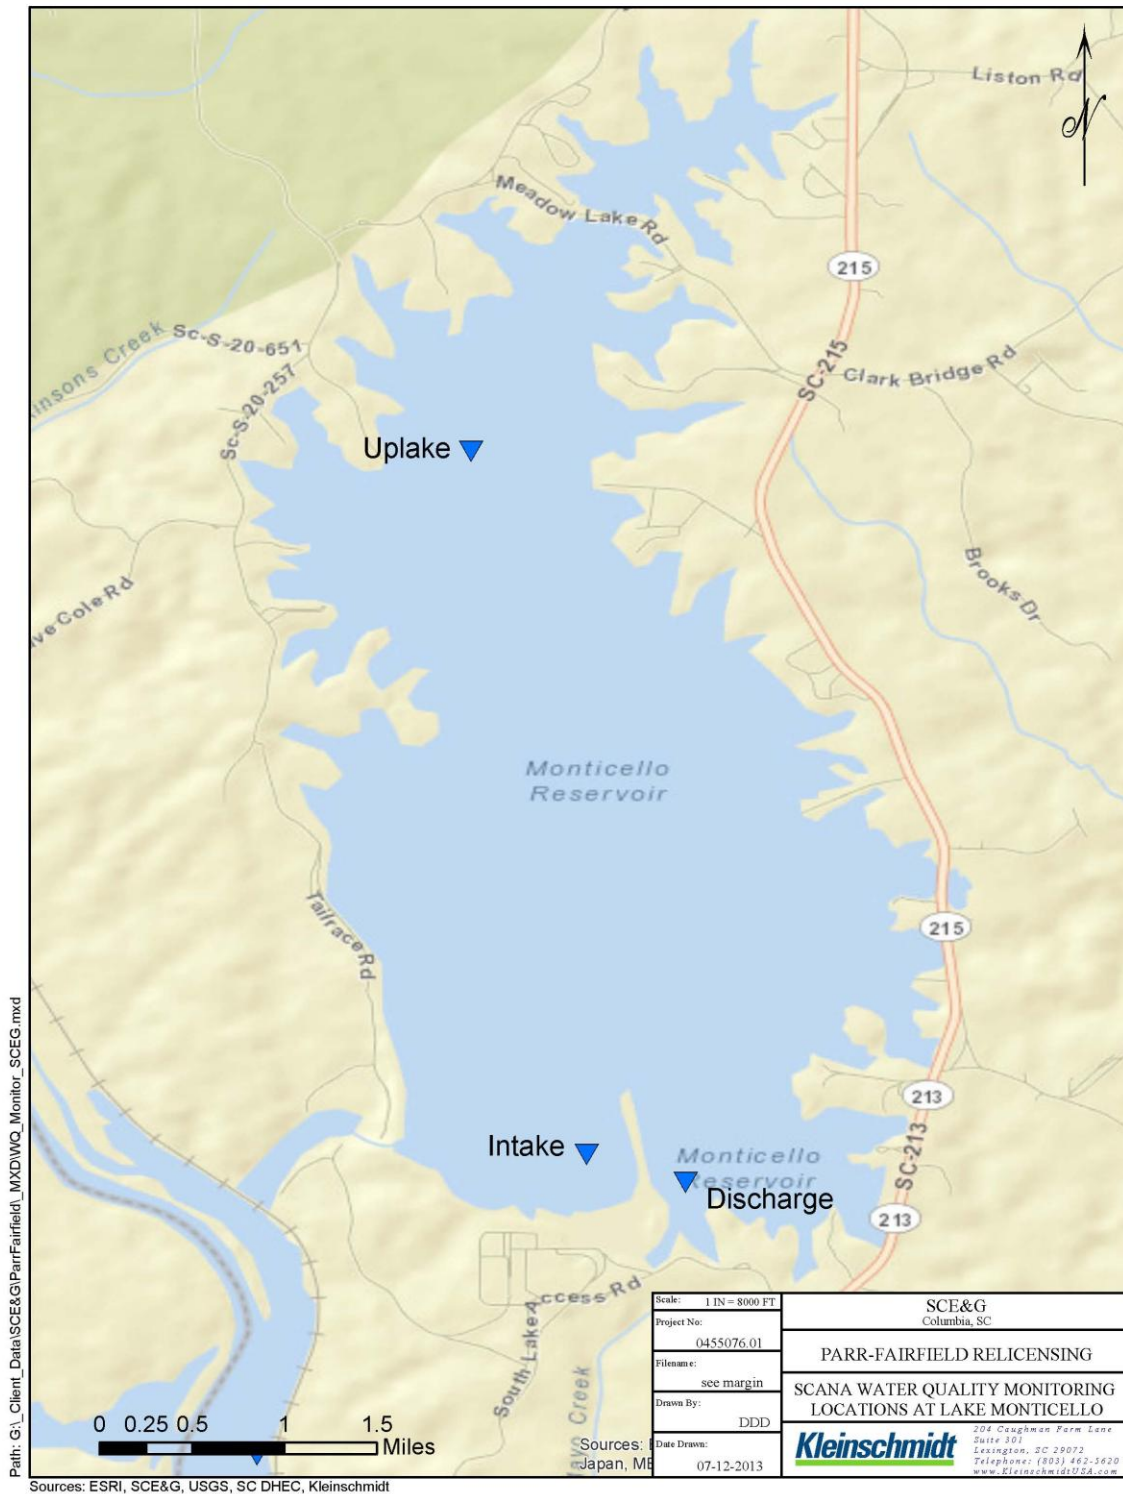 Liston Rd
Meadow Lake Rd
215
Sc-S-20-651
insons Creek
SC-215
Clark Bridge Rd
Sc-S-20-257
Uplake
Brooks Dr
ve Cole Rd
Monticello
Reservoir
Tailrace Rd
215
213
SC-213
Intake
Monticello
Reservoir
Discharge
213
South Lake Access Rd
Mayo Creek
0 0.25 0.5 1 1.5
Miles
Sources:
Japan, ME
Scale: 1 IN = 8000 FT
Project No:
0455076.01
Filename:
see margin
Drawn By:
DDD
Date Drawn:
07-12-2013
SCE&G
Columbia, SC
PARR-FAIRFIELD RELICENSING
SCANA WATER QUALITY MONITORING
LOCATIONS AT LAKE MONTICELLO
Kleinschmidt
204 Caughman Farm Lane
Suite 301
Lexington, SC 29072
Telephone: (803) 462-5620
www.KleinschmidtUSA.com
N
Path: G:\_Client_Data\SCE&G\ParrFairfield\_MXD\WQ_Monitor_SCEG.mxd
Sources: ESRI, SCE&G, USGS, SC DHEC, Kleinschmidt